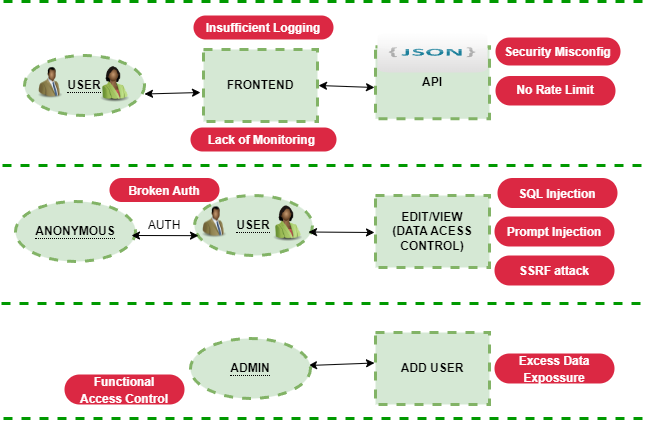 Insufficient Logging
{JSON}
Security Misconfig
USER
FRONTEND
API
No Rate Limit
Lack of Monitoring
Broken Auth
SQL Injection
ANONYMOUS
AUTH
USER
EDIT/VIEW
(DATA ACESS
CONTROL)
Prompt Injection
SSRF attack
ADMIN
ADD USER
Excess Data
Expossure
Functional
Access Control